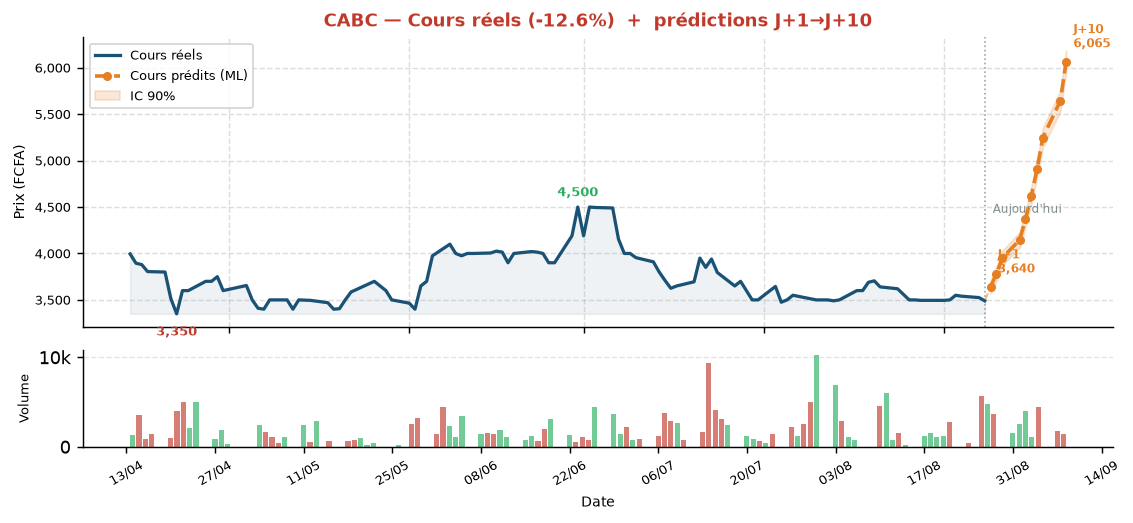 CABC — Cours réels (-12.6%)  +  prédictions J+1→J+10
J+10
6,065
Cours réels
Cours prédits (ML)
IC 90%
6,000
5,500
5,000
4,500
4,000
3,500
Prix (FCFA)
4,500
Aujourd'hui
J+1
3,640
3,350
10k
0
Volume
13/04
27/04
11/05
25/05
08/06
22/06
06/07
20/07
03/08
17/08
31/08
14/09
Date